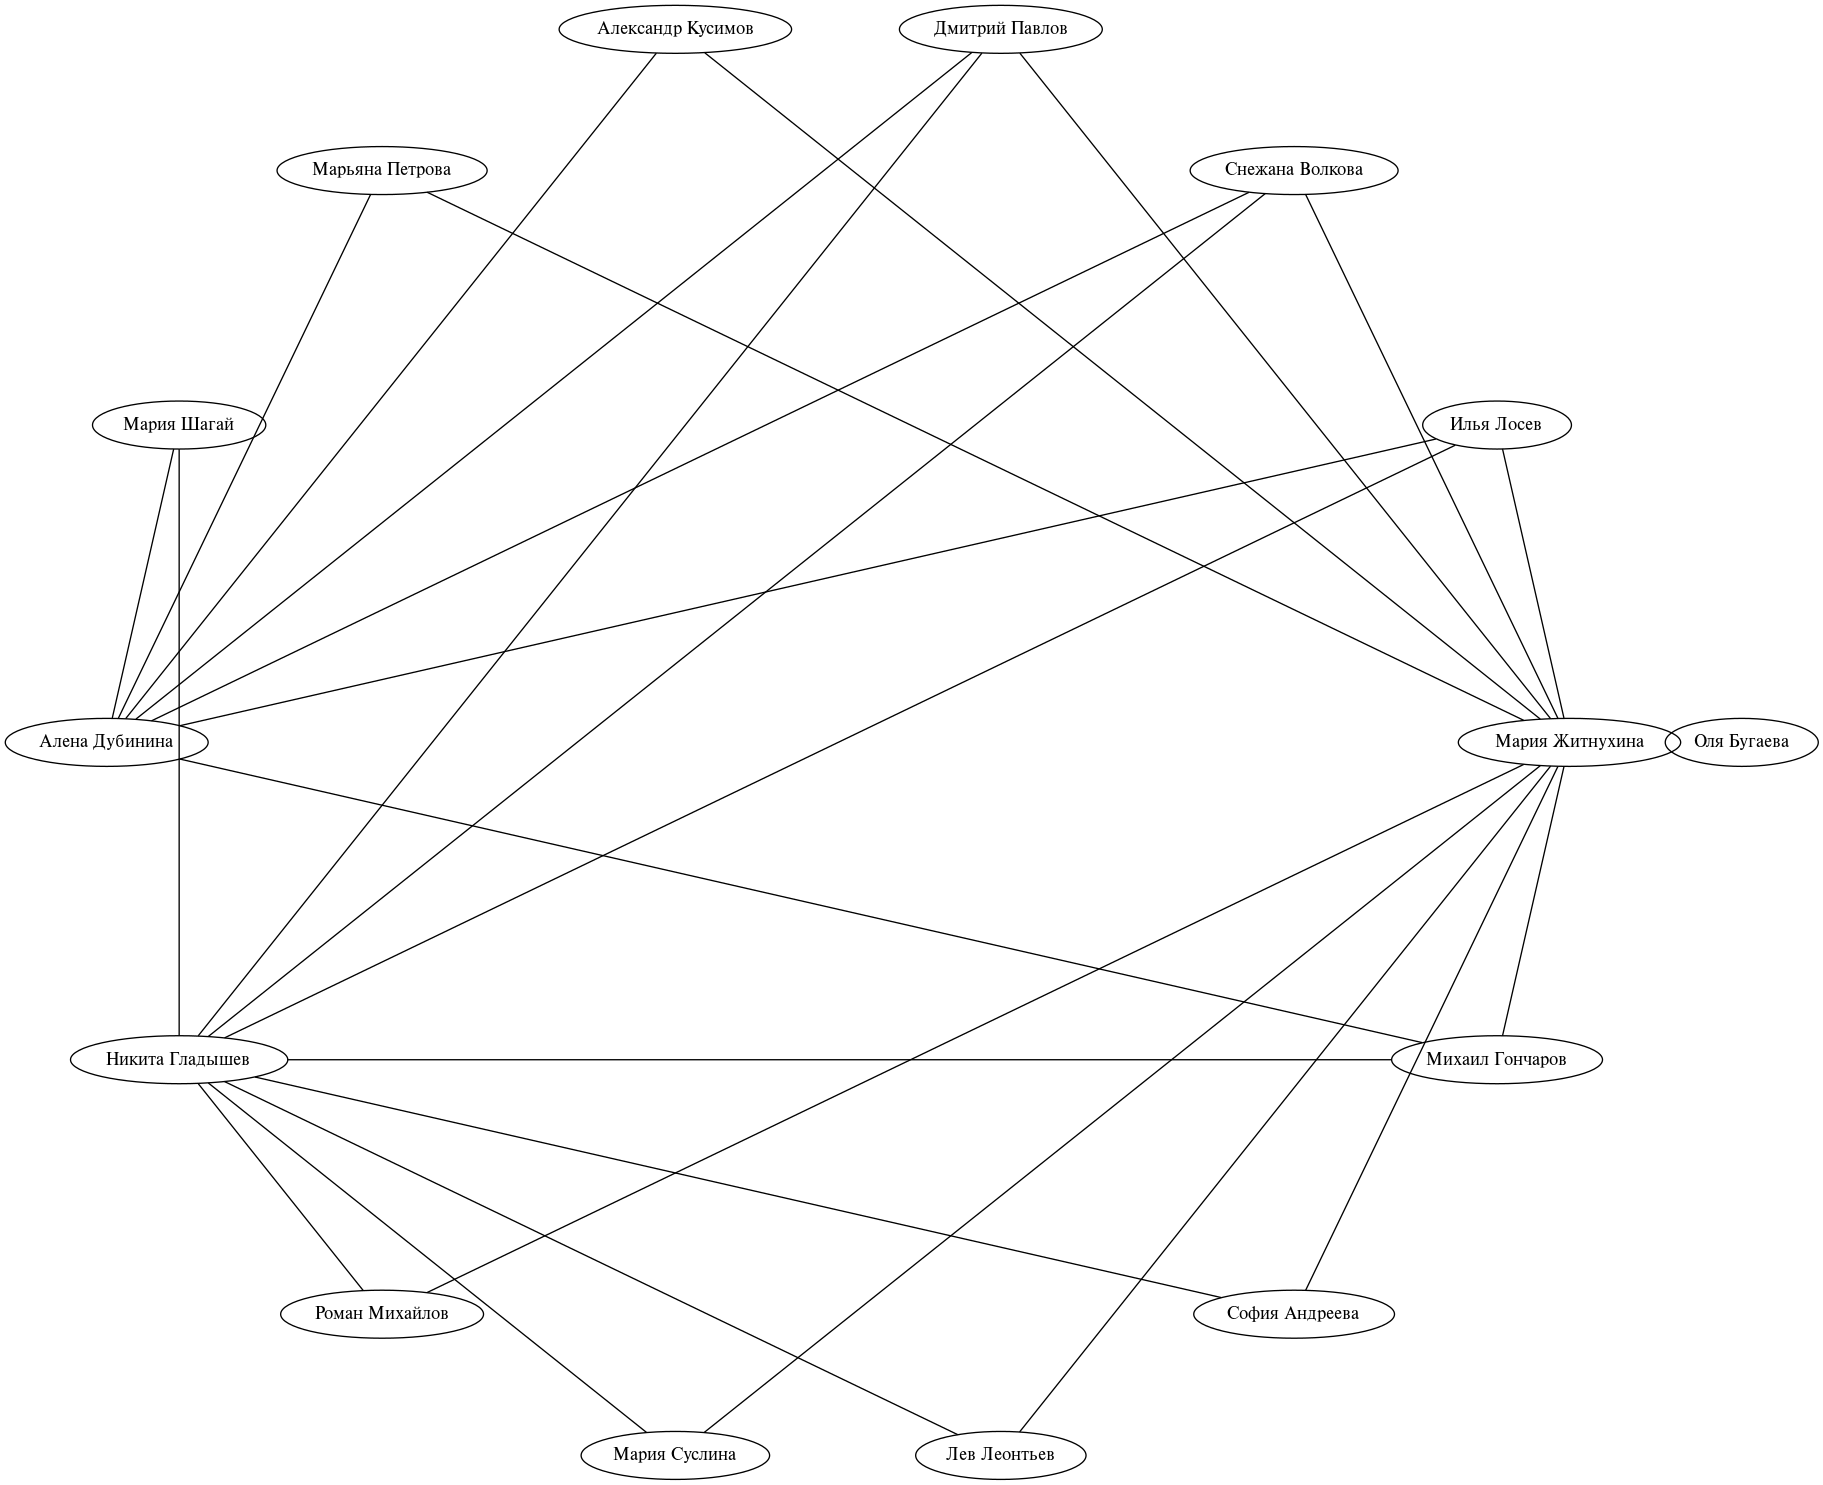 Александр Кусимов
Дмитрий Павлов
Марьяна Петрова
Снежана Волкова
Мария Шагай
Илья Лосев
Алена Дубинина
Мария Житнухина
Оля Бугаева
Никита Гладышев
Михаил Гончаров
Роман Михайлов
София Андреева
Мария Суслина
Лев Леонтьев